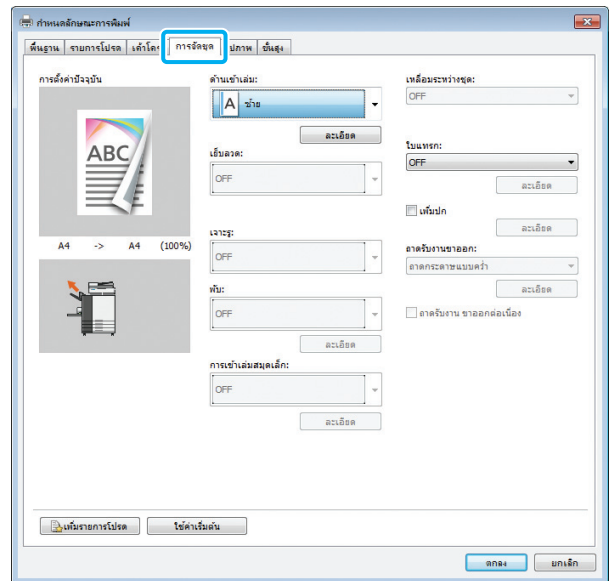 กำหนดลักษณะการพิมพ์
พื้นฐาน รายการโปรด เค้าโคร การจัดชุด ปภาพ ขั้นสูง
การตั้งค่าปัจจุบัน
ABC
A4 -> A4 (100%)
ด้านเข้าเล่ม:
A ซ้าย
ละเอียด
เย็บลวด:
OFF
เจาะรู:
OFF
พับ:
OFF
ละเอียด
การเข้าเล่มสมุดเล็ก:
OFF
ละเอียด
เหลื่อมระหว่างชุด:
OFF
ใบแทรก:
OFF
ละเอียด
เพิ่มปก
ละเอียด
ถาดรับงานขาออก:
ถาดกระดาษแบบคว่ำ
ละเอียด
ถาดรับงาน ขาออกต่อเนื่อง
เพิ่มรายการโปรด ใช้ค่าเริ่มต้น
ตกลง ยกเลิก